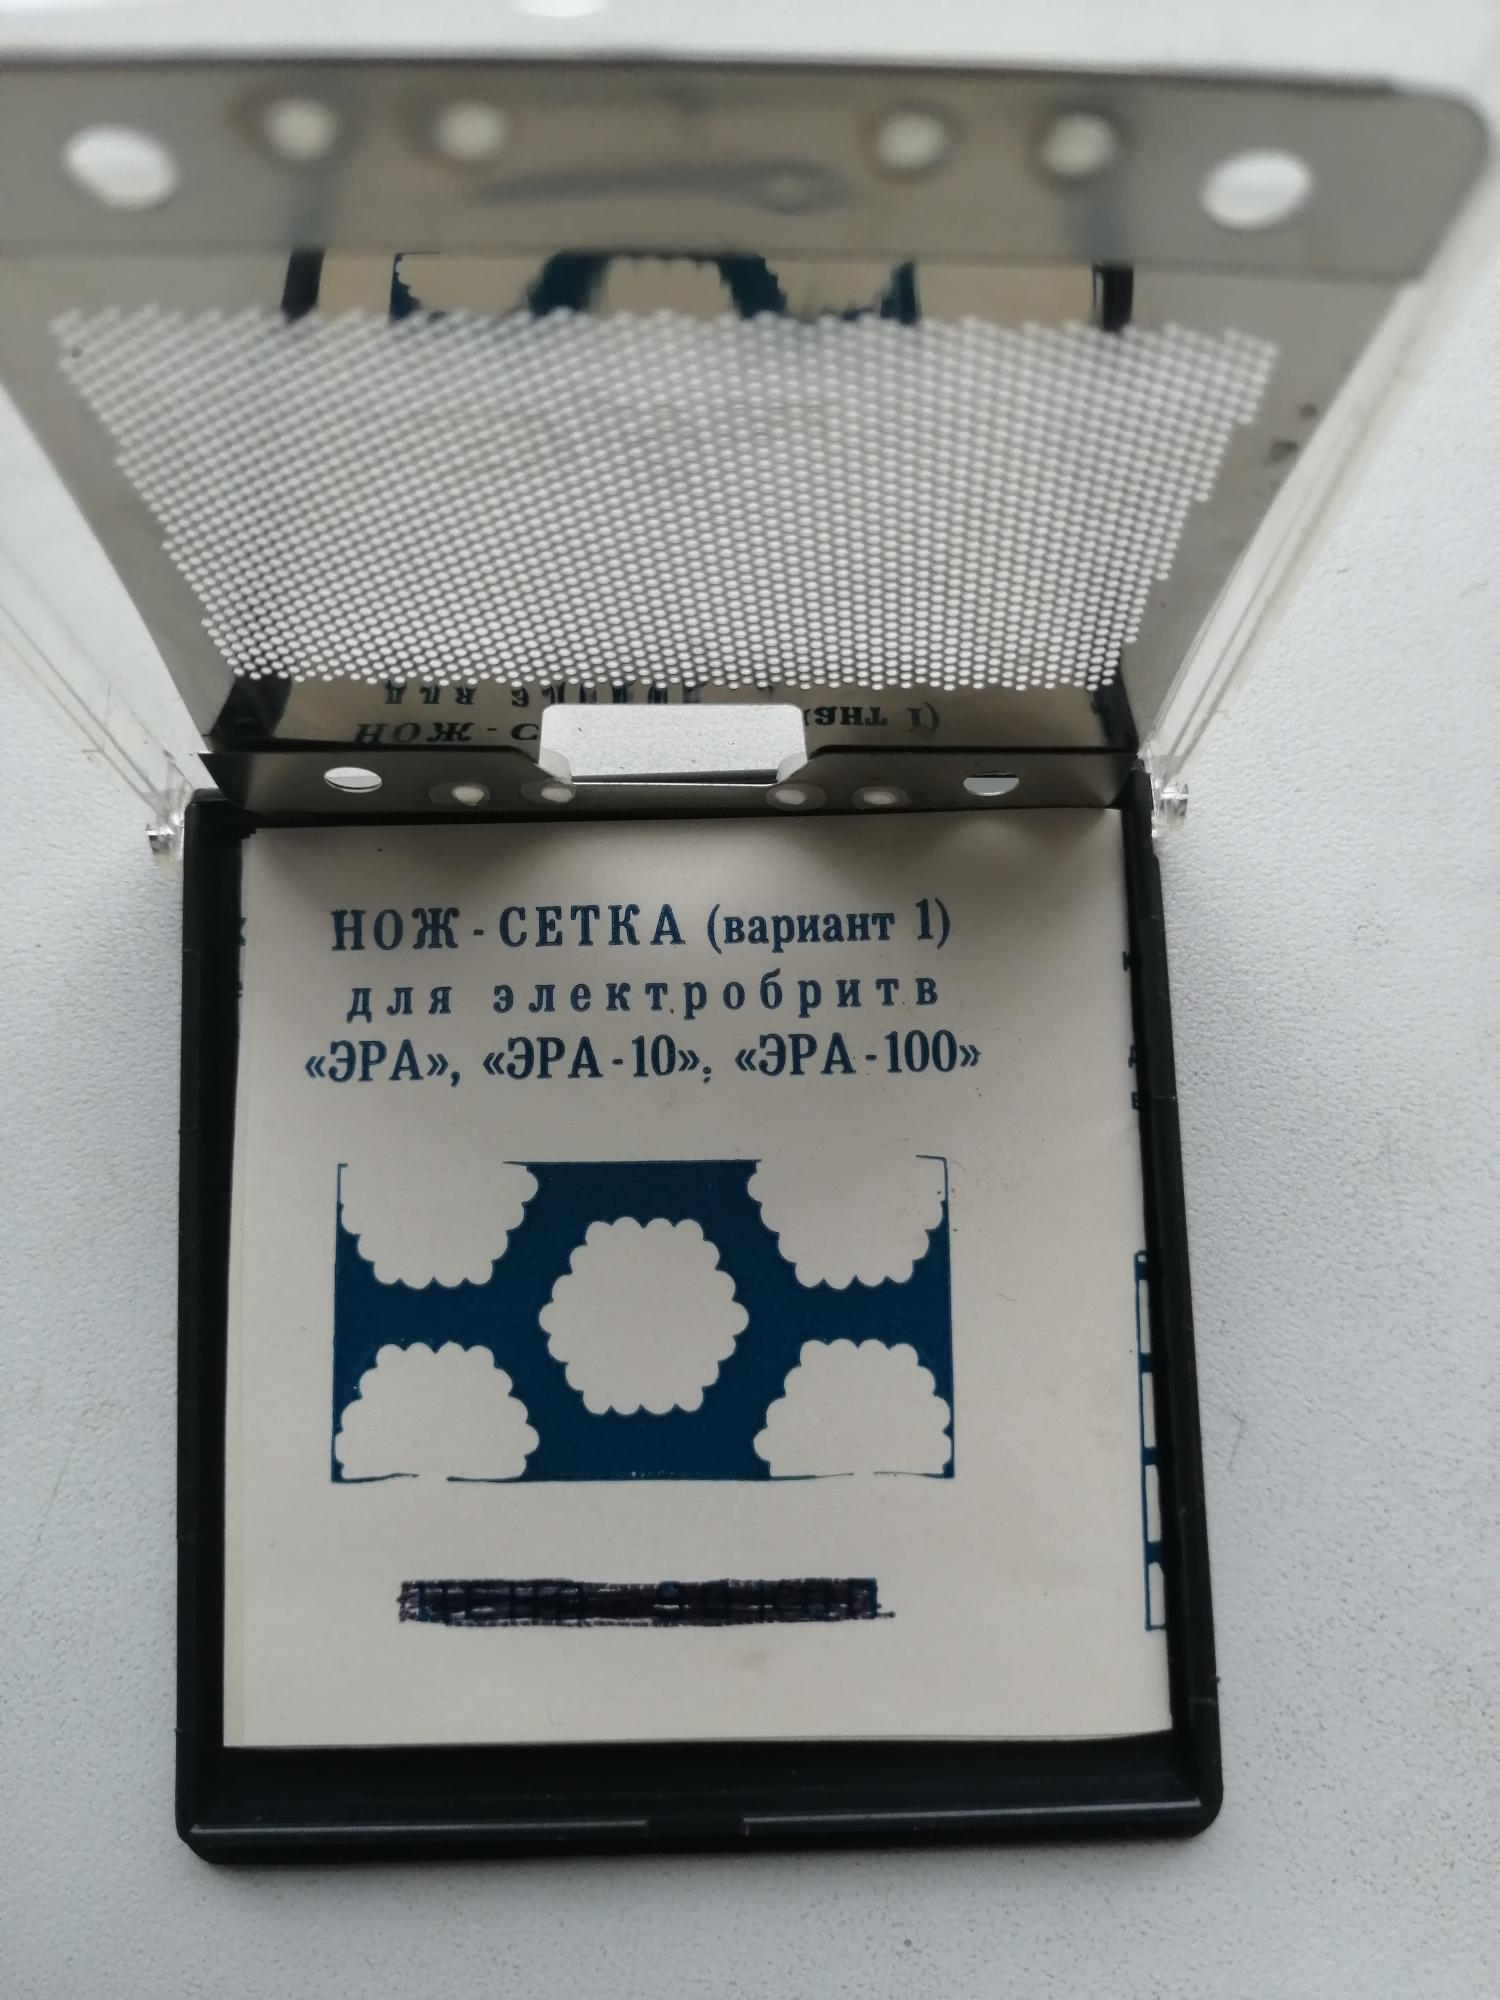 НОЖ-СЕТКА (вариант 1)
для электробритв
«ЭРА», «ЭРА-10», «ЭРА-100»